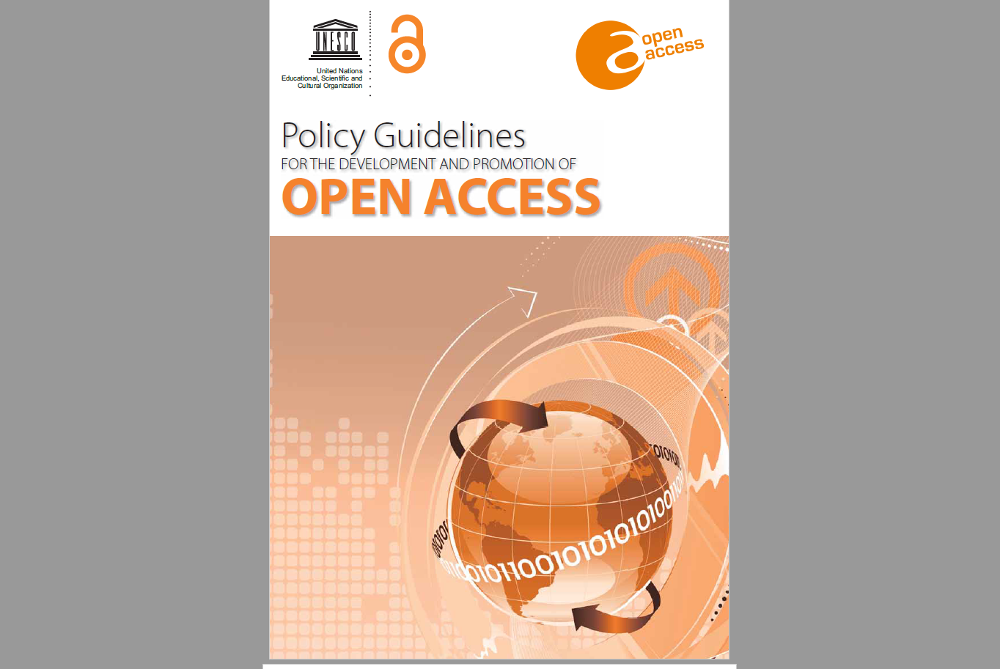 UNESCO
United Nations
Educational, Scientific and
Cultural Organization
open
access
Policy Guidelines
FOR THE DEVELOPMENT AND PROMOTION OF
OPEN ACCESS